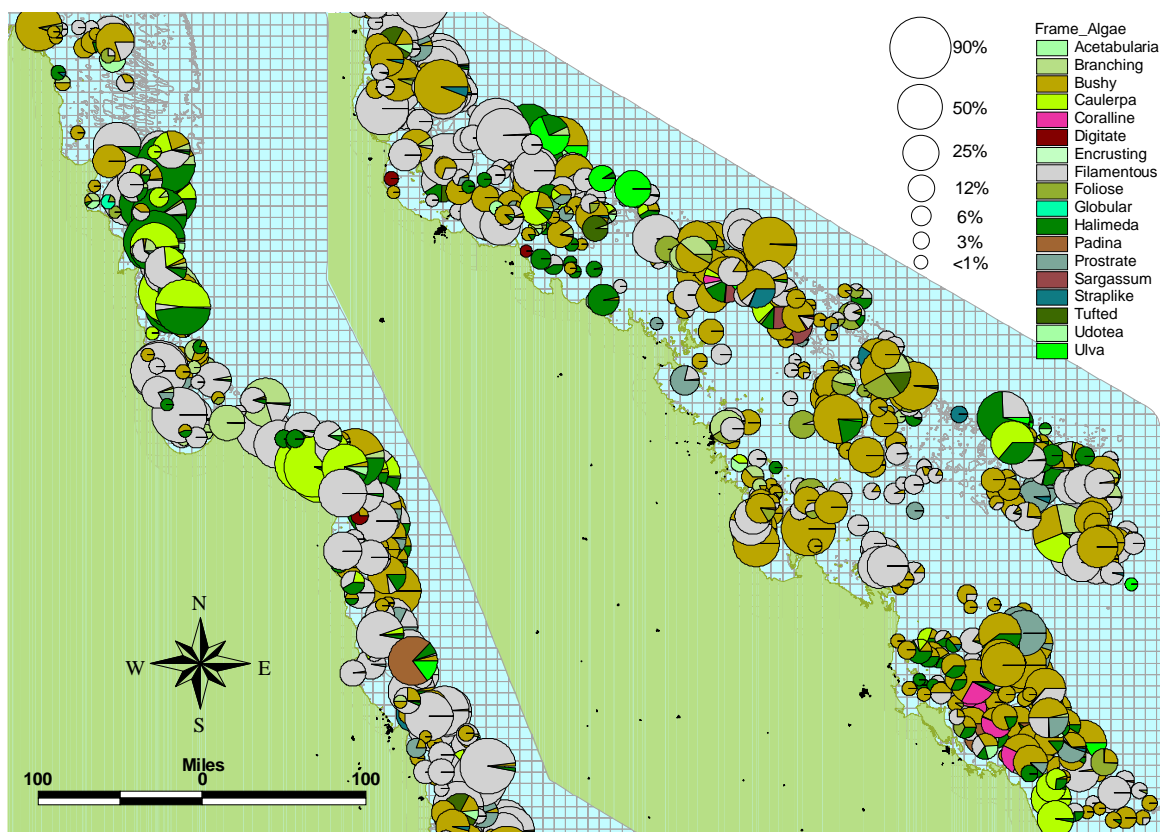 90%
50%
25%
12%
6%
3%
<1%
Frame_Algae
Acetabularia
Branching
Bushy
Caulerpa
Coralline
Digitate
Encrusting
Filamentous
Foliose
Globular
Halimeda
Padina
Prostrate
Sargassum
Straplike
Tufted
Udotea
Ulva
N
W E
S
Miles
100 0 100